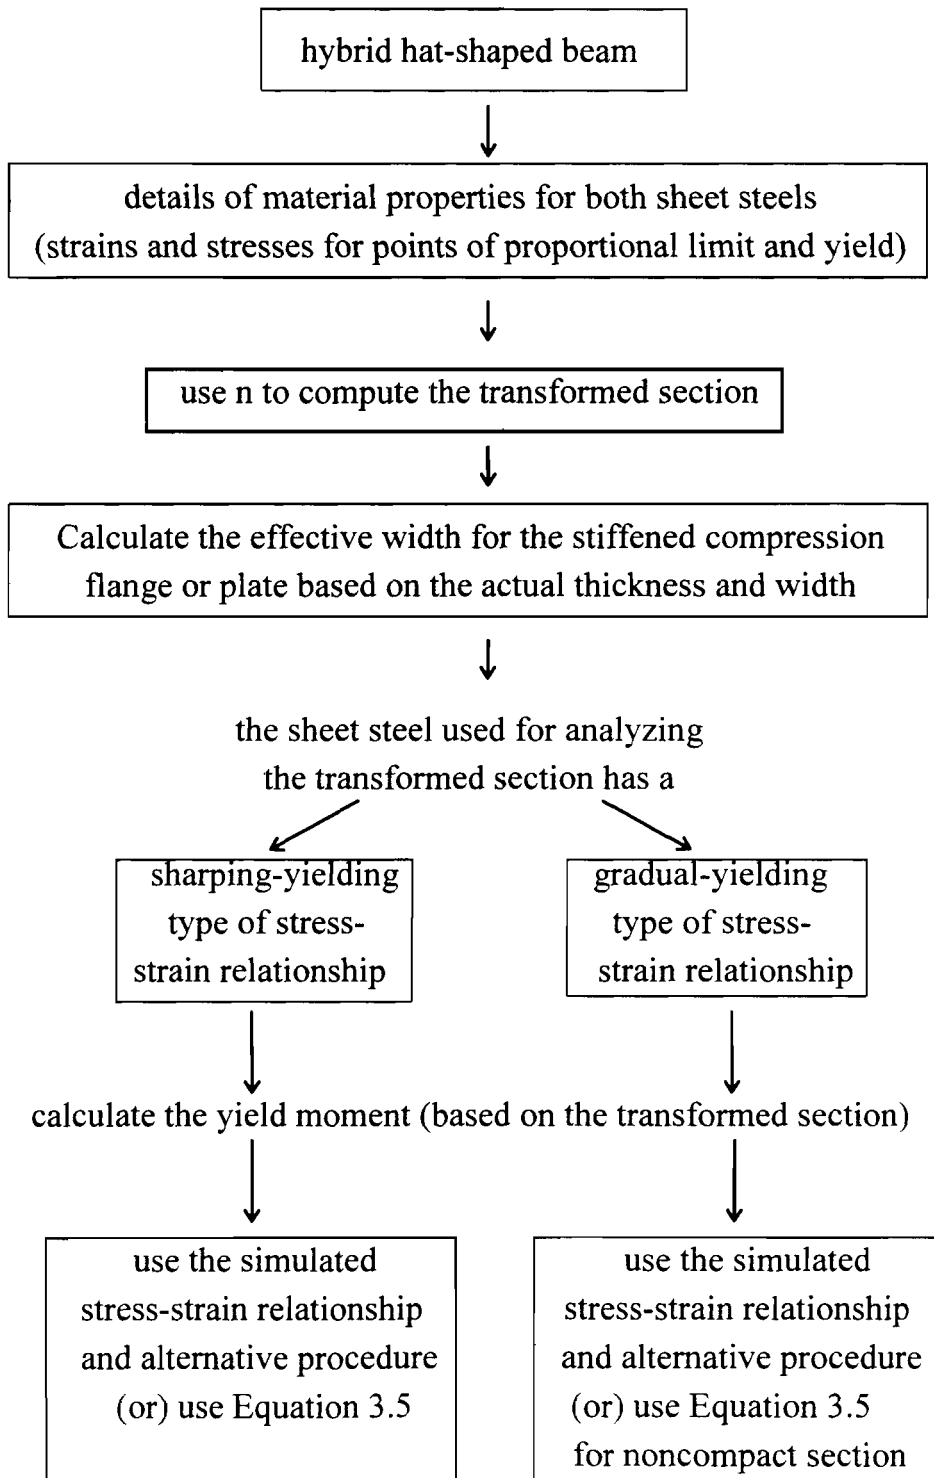 hybrid hat-shaped beam
details of material properties for both sheet steels
(strains and stresses for points of proportional limit and yield)
use n to compute the transformed section
Calculate the effective width for the stiffened compression
flange or plate based on the actual thickness and width
the sheet steel used for analyzing
the transformed section has a
sharping-yielding
type of stress-
strain relationship
gradual-yielding
type of stress-
strain relationship
calculate the yield moment (based on the transformed section)
use the simulated
stress-strain relationship
and alternative procedure
(or) use Equation 3.5
use the simulated
stress-strain relationship
and alternative procedure
(or) use Equation 3.5
for noncompact section